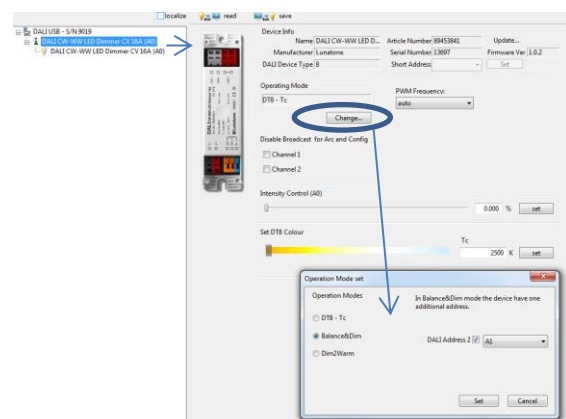 localize read save
DALI USB - S/N 9019
DALI CW-WW LED Dimmer CV 16A (A0)
DALI CW-WW LED Dimmer CV 16A (A0)
Device Info
Name DALI CW-WW LED D... Article Number 89453841 Update...
Manufacturer Lunatone Serial Number 13697 Firmware Ver 1.0.2
DALI Device Type 8 Short Address Set
Operating Mode PWM Frequency:
DT8 - Tc auto
Change...
Disable Broadcast for Arc and Config
Channel 1
Channel 2
Intensity Control (A0)
0.000 % set
Set DT8 Colour
Tc
2500 K set
Operation Mode set
Operation Modes In Balance&Dim mode the device have one
additional address.
DT8 - Tc
Balance&Dim DALI Address 2 A1
Dim2Warm
Set Cancel